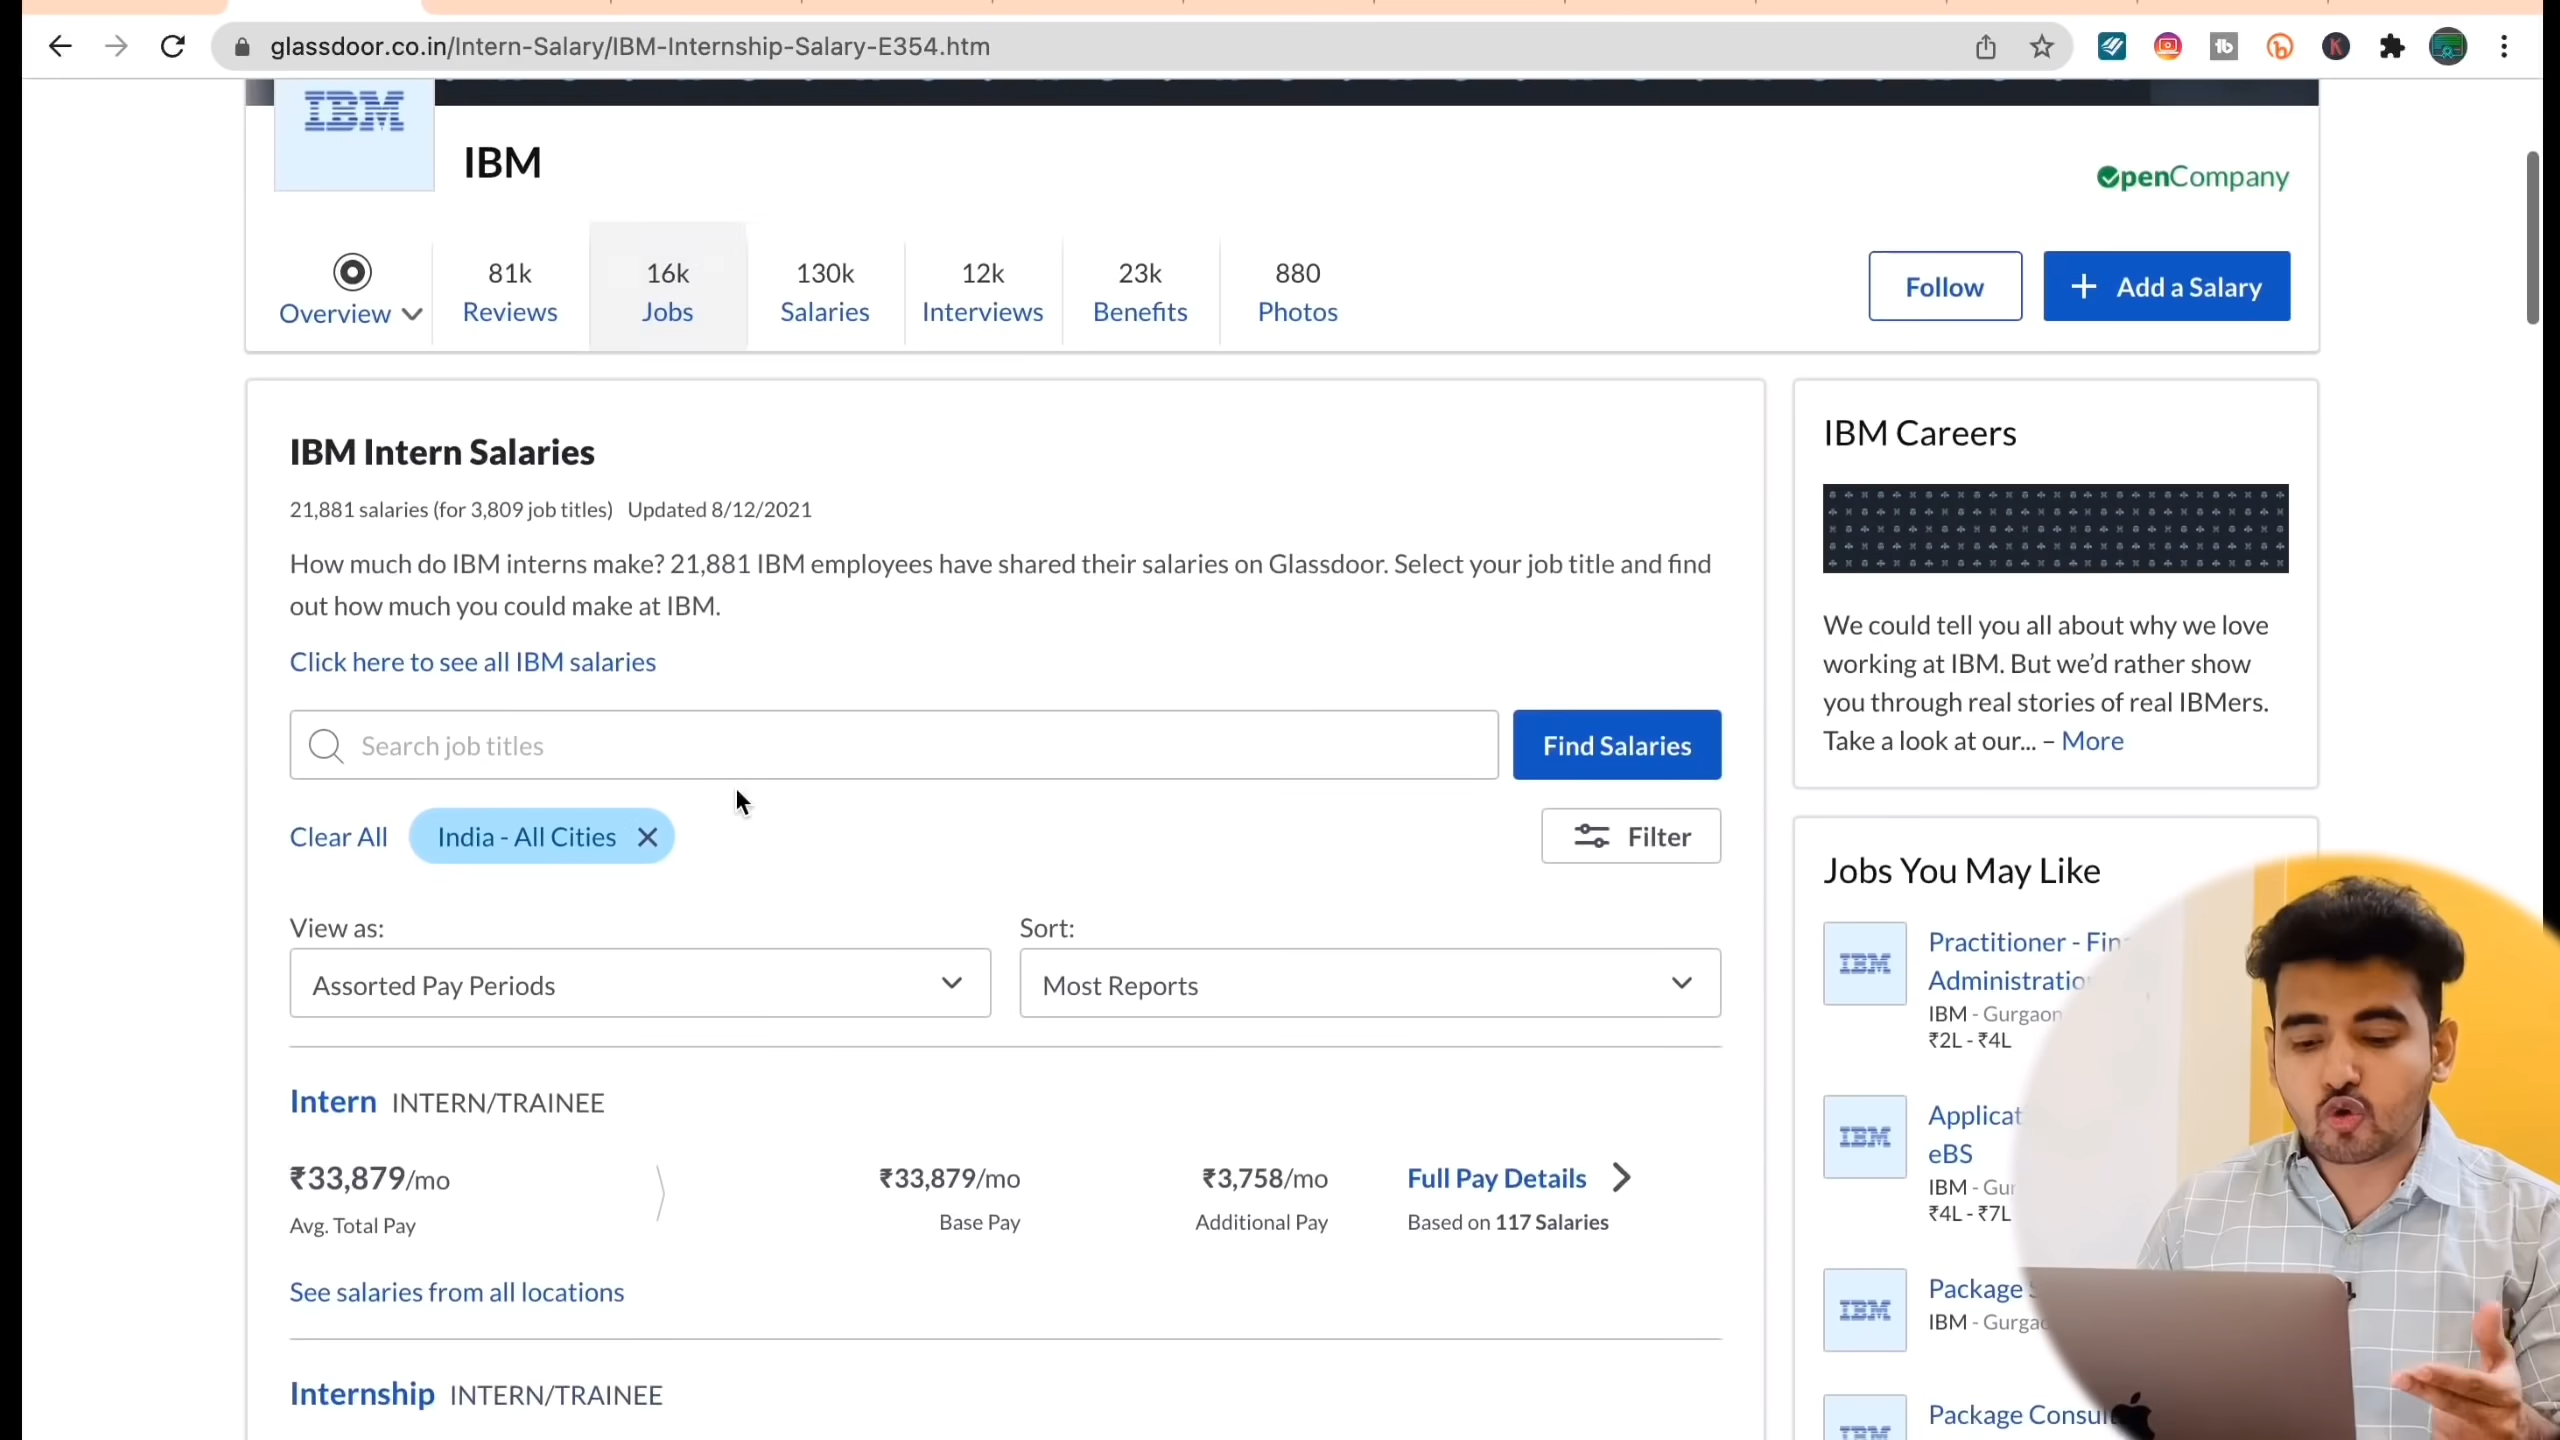 glassdoor.co.in/Intern-Salary/IBM-Internship-Salary-E354.htm
IBM
IBM
OpenCompany
Overview
81k
Reviews
16k
Jobs
130k
Salaries
12k
Interviews
23k
Benefits
880
Photos
Follow
+ Add a Salary
IBM Intern Salaries
21,881 salaries (for 3,809 job titles) Updated 8/12/2021
How much do IBM interns make? 21,881 IBM employees have shared their salaries on Glassdoor. Select your job title and find
out how much you could make at IBM.
Click here to see all IBM salaries
Search job titles
Find Salaries
Clear All
India - All Cities
Filter
View as:
Assorted Pay Periods
Sort:
Most Reports
Intern INTERN/TRAINEE
₹33,879/mo
Avg. Total Pay
₹33,879/mo
Base Pay
₹3,758/mo
Additional Pay
Full Pay Details
Based on 117 Salaries
See salaries from all locations
Internship INTERN/TRAINEE
IBM Careers
We could tell you all about why we love
working at IBM. But we’d rather show
you through real stories of real IBMers.
Take a look at our... – More
Jobs You May Like
IBM
Practitioner - Fin
Administratio
IBM - Gurgaon
₹2L - ₹4L
IBM
Applicat
eBS
IBM - Gur
₹4L - ₹7L
IBM
Package
IBM - Gurgao
IBM
Package Consul